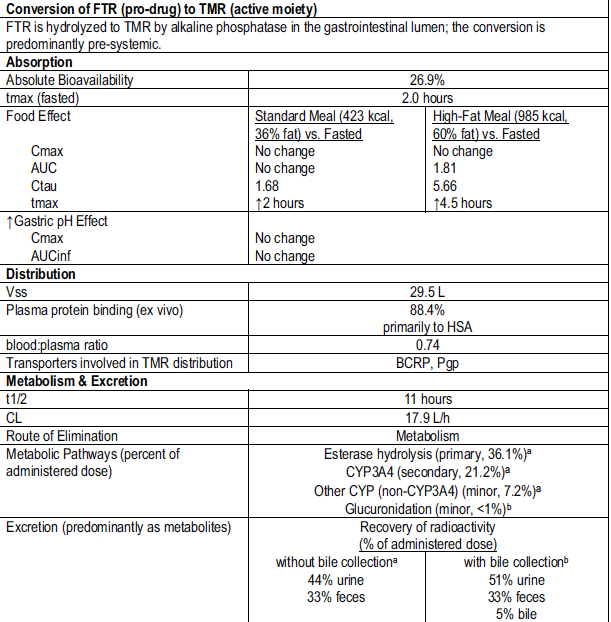 Conversion of FTR (pro-drug) to TMR (active moiety)
FTR is hydrolyzed to TMR by alkaline phosphatase in the gastrointestinal lumen; the conversion is
predominantly pre-systemic.
Absorption
Absolute Bioavailability 26.9%
tmax (fasted) 2.0 hours
Food Effect Standard Meal (423 kcal, High-Fat Meal (985 kcal,
36% fat) vs. Fasted 60% fat) vs. Fasted
Cmax No change No change
AUC No change 1.81
Ctau 1.68 5.66
tmax ↑2 hours ↑4.5 hours
↑Gastric pH Effect
Cmax No change
AUCinf No change
Distribution
Vss 29.5 L
Plasma protein binding (ex vivo) 88.4%
primarily to HSA
blood:plasma ratio 0.74
Transporters involved in TMR distribution BCRP, Pgp
Metabolism & Excretion
t1/2 11 hours
CL 17.9 L/h
Route of Elimination Metabolism
Metabolic Pathways (percent of Esterase hydrolysis (primary, 36.1%)ᵃ
administered dose) CYP3A4 (secondary, 21.2%)ᵃ
Other CYP (non-CYP3A4) (minor, 7.2%)ᵃ
Glucuronidation (minor, <1%)ᵇ
Excretion (predominantly as metabolites) Recovery of radioactivity
(% of administered dose)
without bile collectionᵃ with bile collectionᵇ
44% urine 51% urine
33% feces 33% feces
5% bile